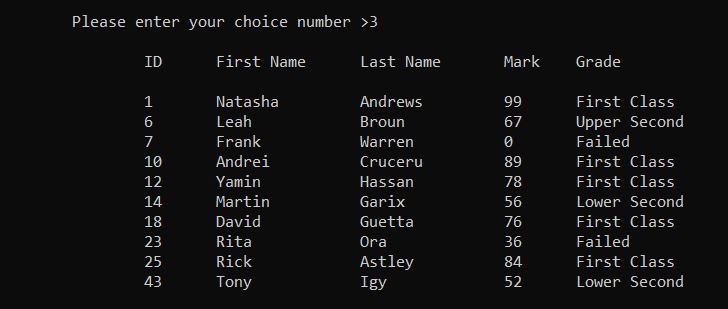 Please enter your choice number >3
ID First Name Last Name Mark Grade
1 Natasha Andrews 99 First Class
6 Leah Broun 67 Upper Second
7 Frank Warren 0 Failed
10 Andrei Cruceru 89 First Class
12 Yamin Hassan 78 First Class
14 Martin Garix 56 Lower Second
18 David Guetta 76 First Class
23 Rita Ora 36 Failed
25 Rick Astley 84 First Class
43 Tony Igy 52 Lower Second